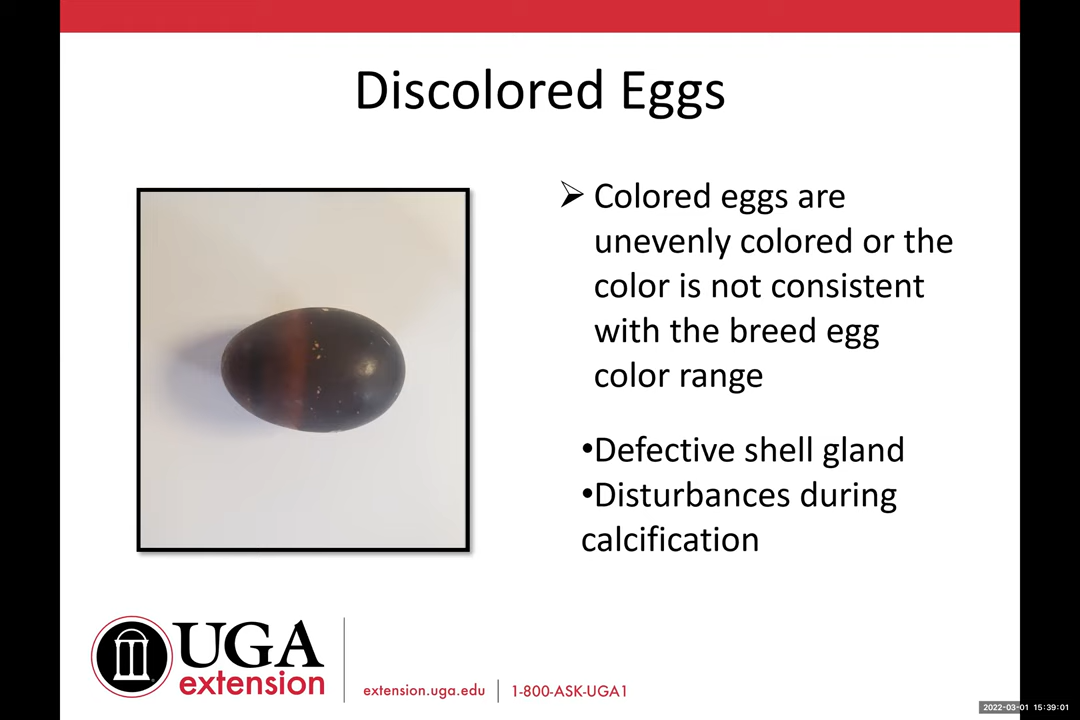 Discolored Eggs
➢ Colored eggs are
unevenly colored or the
color is not consistent
with the breed egg
color range
•Defective shell gland
•Disturbances during
calcification
UGA
extension
extension.uga.edu | 1-800-ASK-UGA1
2022-03-01 15:39:01